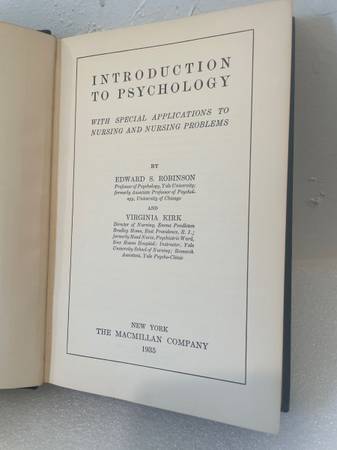 INTRODUCTION
TO PSYCHOLOGY
WITH SPECIAL APPLICATIONS TO
NURSING AND NURSING PROBLEMS
BY
EDWARD S. ROBINSON
Professor of Psychology, Yale University;
formerly Associate Professor of Psychol-
ogy, University of Chicago
AND
VIRGINIA KIRK
Director of Nursing, Emma Pendleton
Bradley Home, East Providence, R. I.;
formerly Head Nurse, Psychiatric Ward,
New Haven Hospital; Instructor, Yale
University School of Nursing; Research
Assistant, Yale Psycho-Clinic
NEW YORK
THE MACMILLAN COMPANY
1935